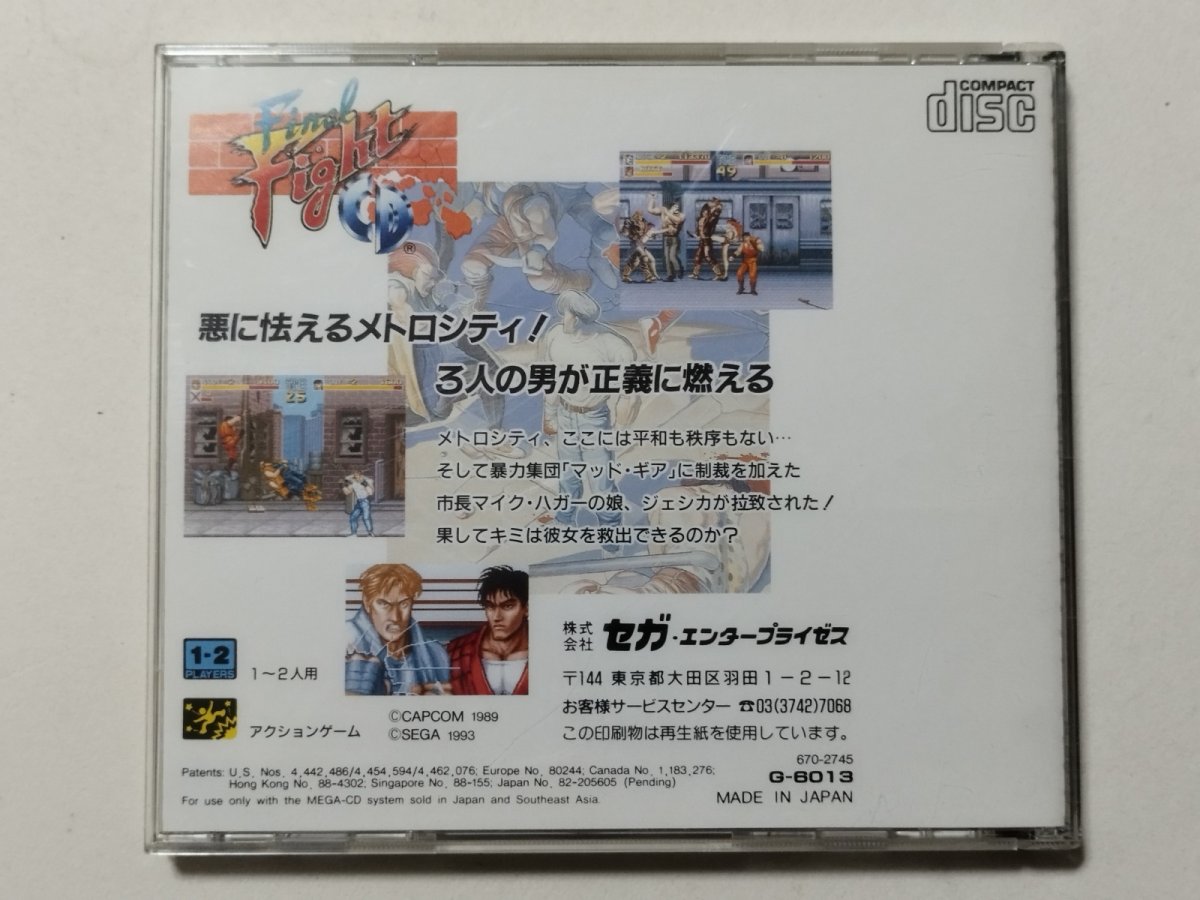 Final
Fight
CD
®
COMPACT
disc
49
悪に怯えるメトロシティ!
3人の男が正義に燃える
25
メトロシティ、ここには平和も秩序もない…
そして暴力集団「マッド・ギア」に制裁を加えた
市長マイク・ハガーの娘、ジェシカが拉致された!
果してキミは彼女を救出できるのか?
株式会社 セガ・エンタープライゼス
〒144 東京都大田区羽田1-2-12
お客様サービスセンター ☎03(3742)7068
この印刷物は再生紙を使用しています。
1-2
PLAYERS
1〜2人用
アクションゲーム
©CAPCOM 1989
©SEGA 1993
670-2745
G-6013
MADE IN JAPAN
Patents: U.S. Nos. 4,442,486/4,454,594/4,462,076; Europe No. 80244; Canada No. 1,183,276;
Hong Kong No. 88-4302; Singapore No. 88-155; Japan No. 82-205605 (Pending)
For use only with the MEGA-CD system sold in Japan and Southeast Asia.